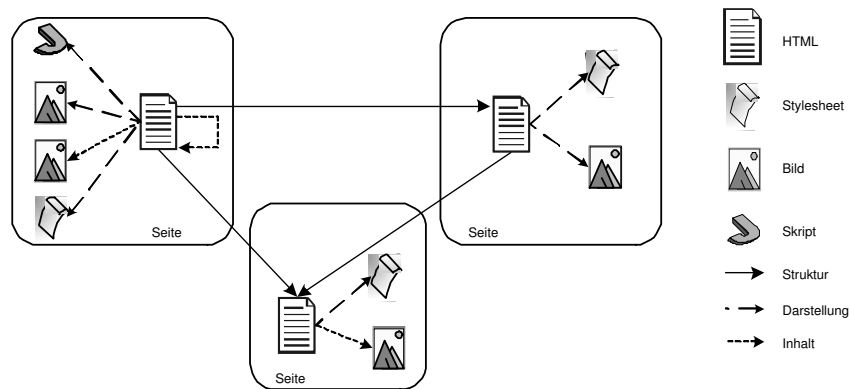 Seite
Seite
Seite
HTML
Stylesheet
Bild
Skript
Struktur
Darstellung
Inhalt